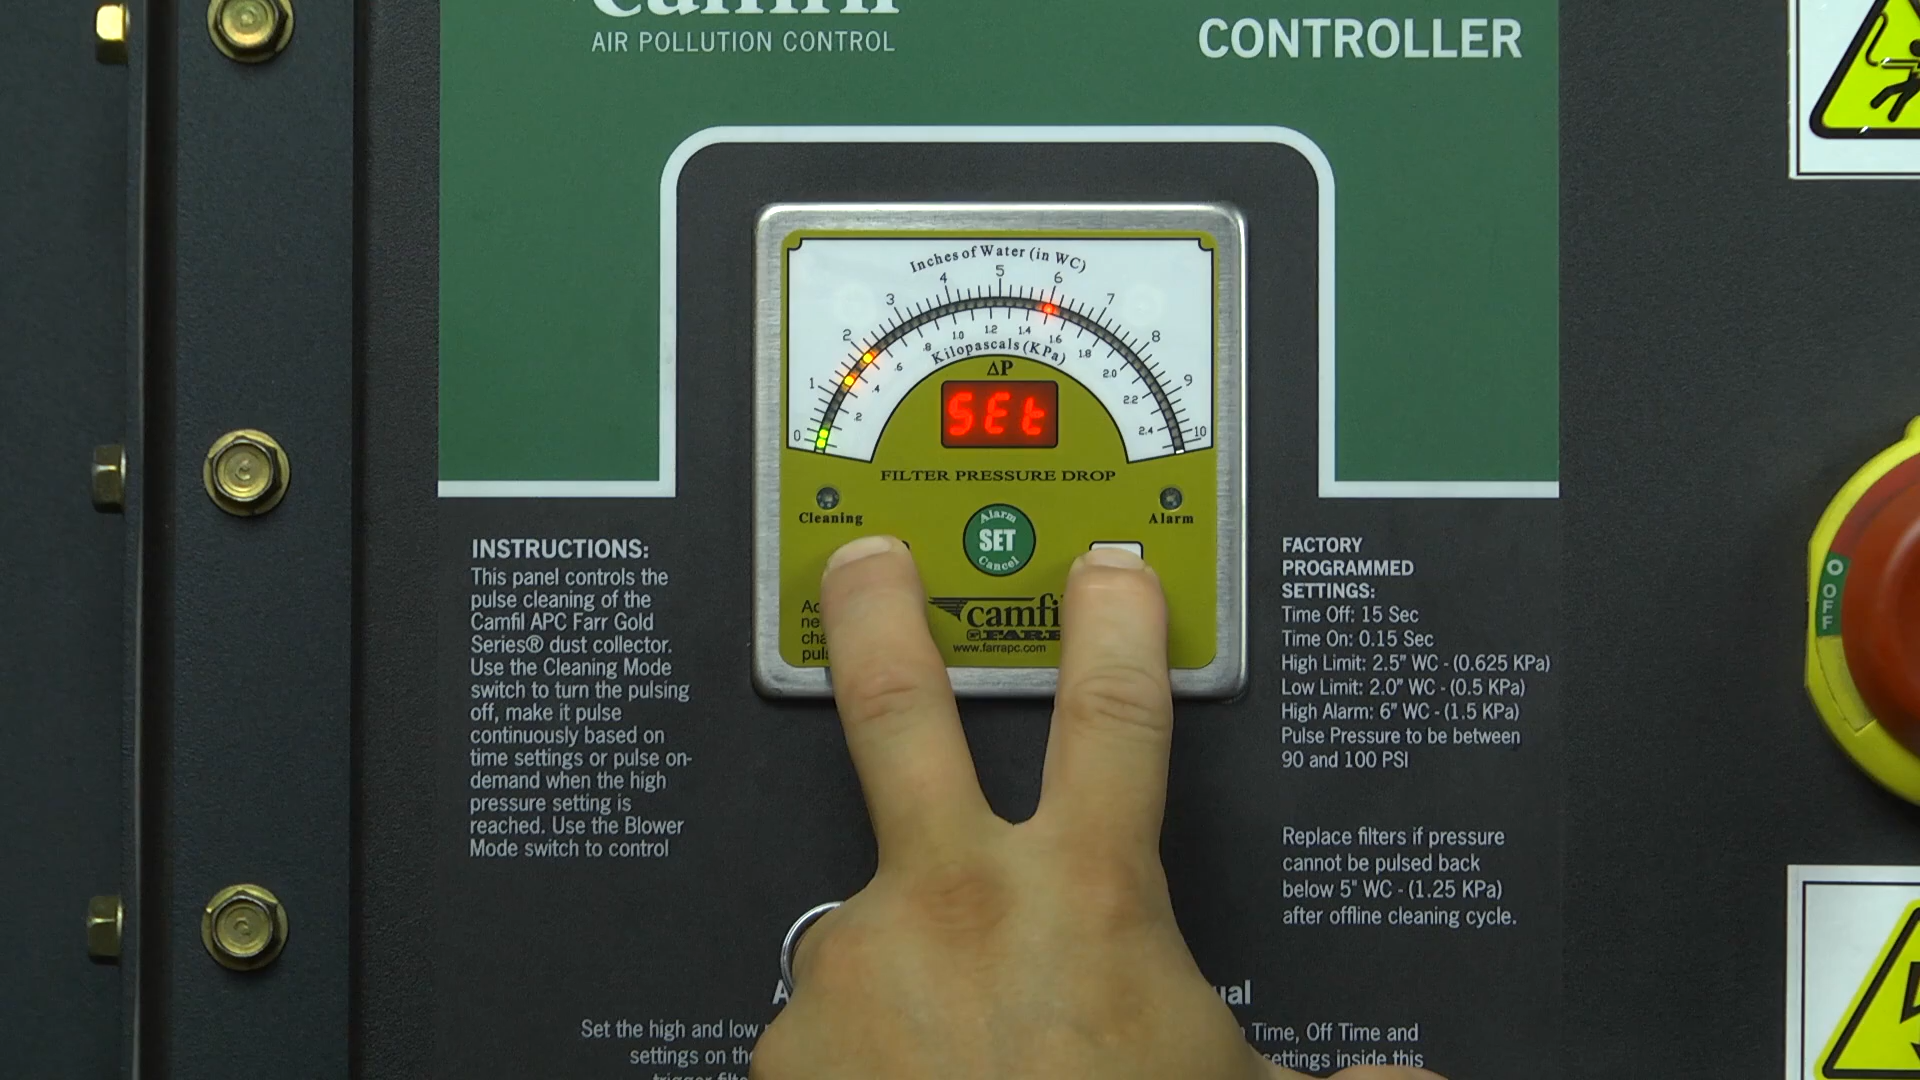 Camfil
AIR POLLUTION CONTROL
CONTROLLER
Inches of Water (in WC)
0 1 2 3 4 5 6 7 8 9 10
.2 .4 .6 .8 1.0 1.2 1.4 1.6 1.8 2.0 2.2 2.4
Kilopascals (KPa)
ΔP
SEt
FILTER PRESSURE DROP
Cleaning
Alarm
Alarm
SET
Cancel
camfi
FARR
www.farrapc.com
INSTRUCTIONS:
This panel controls the
pulse cleaning of the
Camfil APC Farr Gold
Series® dust collector.
Use the Cleaning Mode
switch to turn the pulsing
off, make it pulse
continuously based on
time settings or pulse on-
demand when the high
pressure setting is
reached. Use the Blower
Mode switch to control
FACTORY
PROGRAMMED
SETTINGS:
Time Off: 15 Sec
Time On: 0.15 Sec
High Limit: 2.5" WC - (0.625 KPa)
Low Limit: 2.0" WC - (0.5 KPa)
High Alarm: 6" WC - (1.5 KPa)
Pulse Pressure to be between
90 and 100 PSI
Replace filters if pressure
cannot be pulsed back
below 5" WC - (1.25 KPa)
after offline cleaning cycle.
Set the high and low
Time, Off Time and
settings on the
settings inside this
O OFF